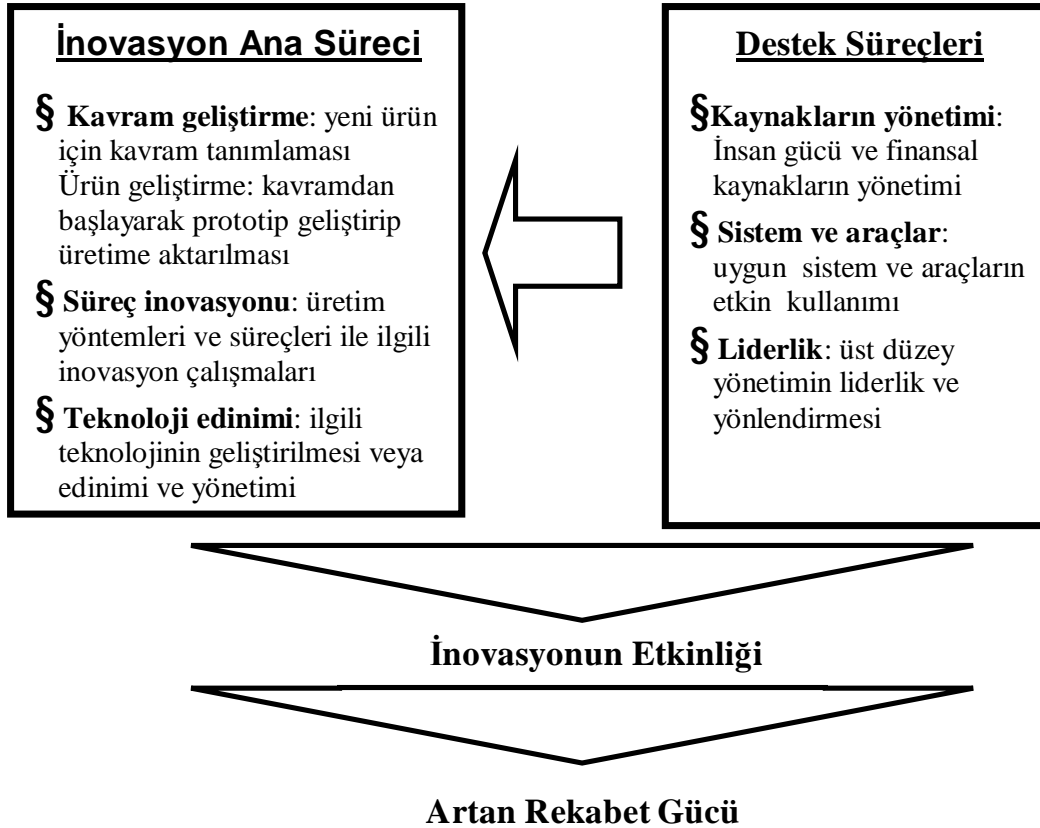 İnovasyon Ana Süreci
§ Kavram geliştirme: yeni ürün
için kavram tanımlaması
Ürün geliştirme: kavramdan
başlayarak prototip geliştirip
üretime aktarılması
§ Süreç inovasyonu: üretim
yöntemleri ve süreçleri ile ilgili
inovasyon çalışmaları
§ Teknoloji edinimi: ilgili
teknolojinin geliştirilmesi veya
edinimi ve yönetimi
Destek Süreçleri
§Kaynakların yönetimi:
İnsan gücü ve finansal
kaynakların yönetimi
§ Sistem ve araçlar:
uygun sistem ve araçların
etkin kullanımı
§ Liderlik: üst düzey
yönetimin liderlik ve
yönlendirmesi
İnovasyonun Etkinliği
Artan Rekabet Gücü